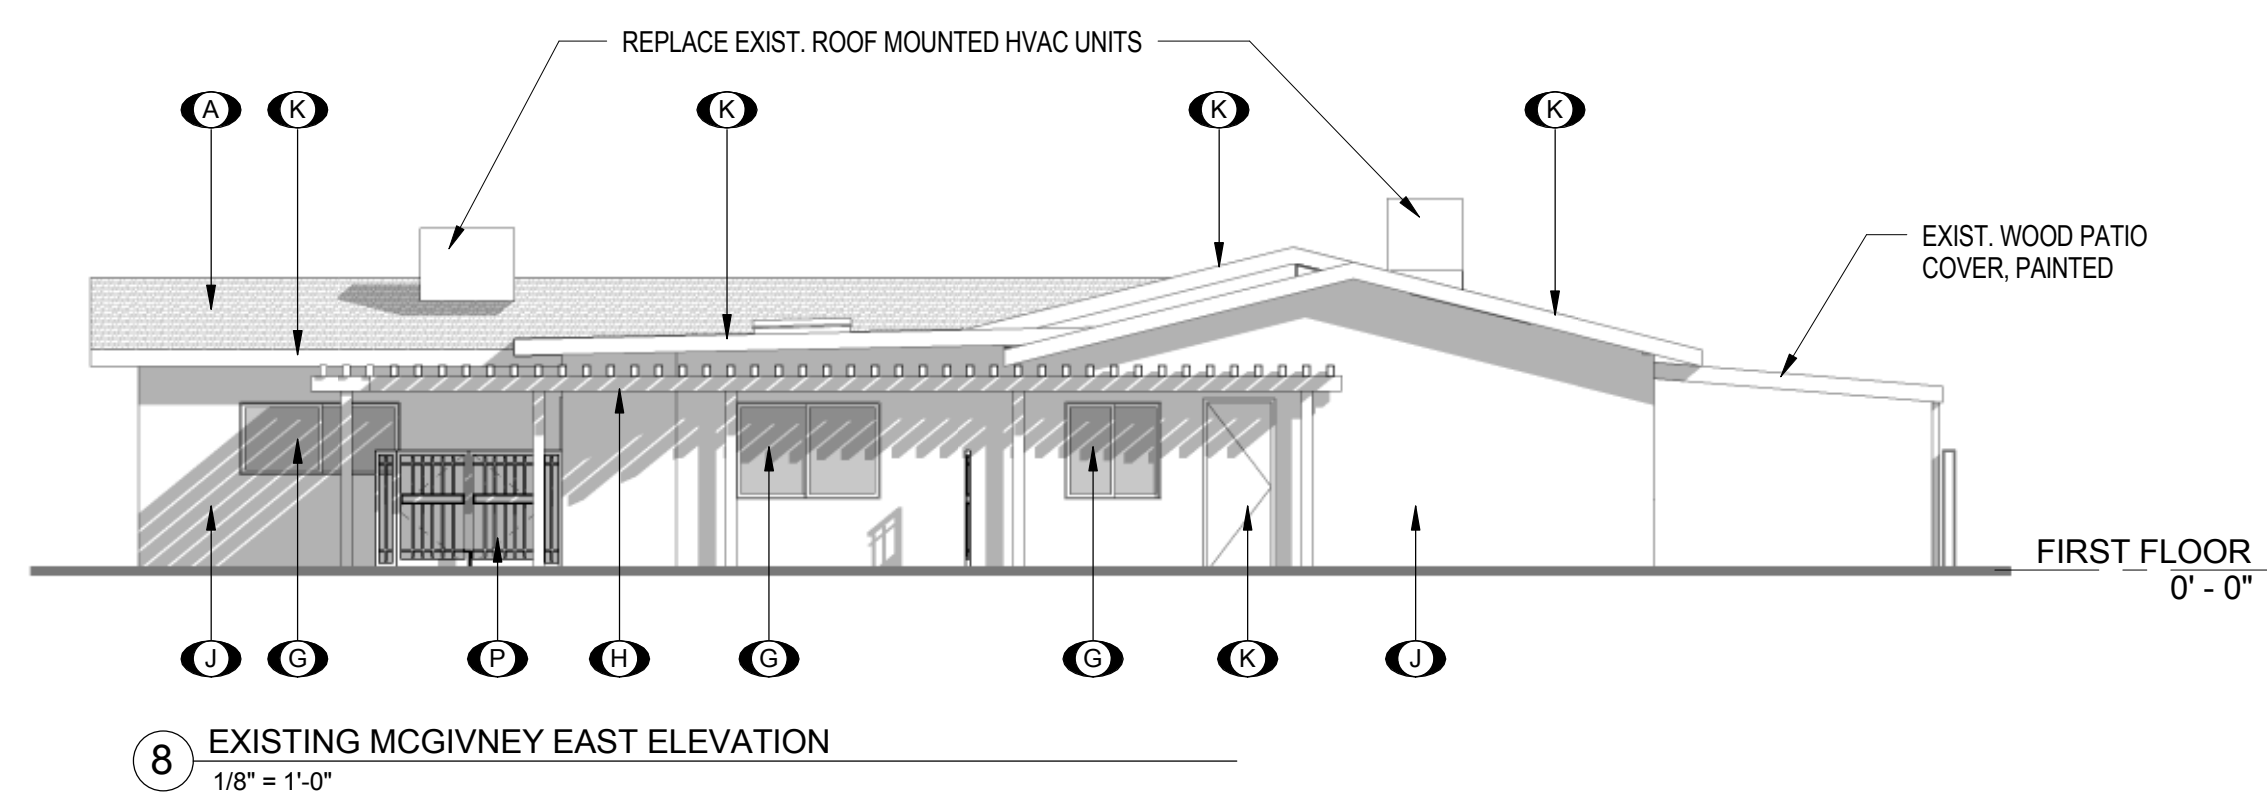 REPLACE EXIST. ROOF MOUNTED HVAC UNITS
A K K K K
EXIST. WOOD PATIO
COVER, PAINTED
FIRST FLOOR
0' - 0"
J G P H G G K J
8 EXISTING MCGIVNEY EAST ELEVATION
1/8" = 1'-0"